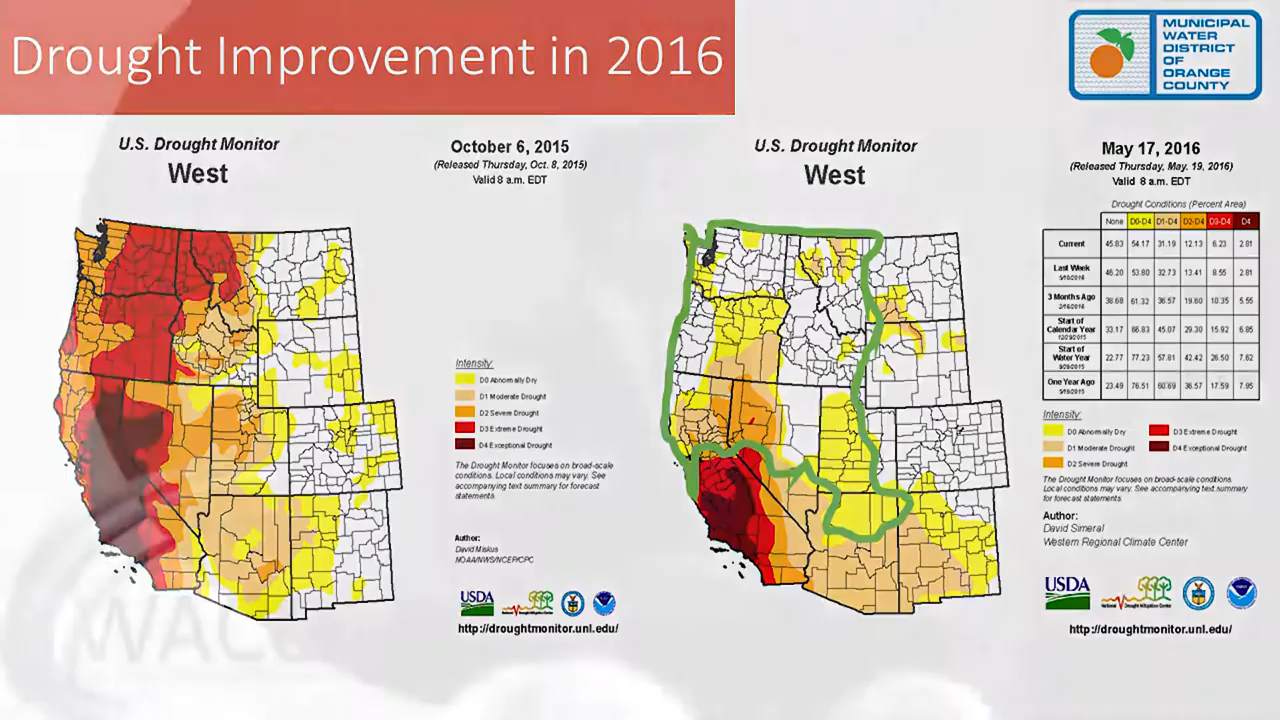 Drought Improvement in 2016
MUNICIPAL
WATER
DISTRICT
OF
ORANGE
COUNTY
U.S. Drought Monitor
West
October 6, 2015
(Released Thursday, Oct. 8, 2015)
Valid 8 a.m. EDT
Intensity:
D0 Abnormally Dry
D1 Moderate Drought
D2 Severe Drought
D3 Extreme Drought
D4 Exceptional Drought
The Drought Monitor focuses on broad-scale
conditions. Local conditions may vary. See
accompanying text summary for forecast
statements.
Author:
David Miskus
NOAA/NWS/NCEP/CPC
USDA
http://droughtmonitor.unl.edu/
U.S. Drought Monitor
West
May 17, 2016
(Released Thursday, May. 19, 2016)
Valid 8 a.m. EDT
Drought Conditions (Percent Area)
None D0-D4 D1-D4 D2-D4 D3-D4 D4
Current 45.83 54.17 31.19 12.13 6.23 2.81
Last Week 46.20 53.80 32.73 13.41 8.55 2.81
3 Months Ago 38.68 61.32 36.57 19.60 10.35 5.55
Start of
Calendar Year 33.17 66.83 45.07 29.30 15.92 6.85
Start of
Water Year 22.77 77.23 57.81 42.42 26.50 7.62
One Year Ago 23.49 76.51 60.69 38.57 17.59 7.95
Intensity:
D0 Abnormally Dry
D1 Moderate Drought
D2 Severe Drought
D3 Extreme Drought
D4 Exceptional Drought
The Drought Monitor focuses on broad-scale conditions.
Local conditions may vary. See accompanying text summary
for forecast statements.
Author:
David Simeral
Western Regional Climate Center
USDA
National Drought Mitigation Center
http://droughtmonitor.unl.edu/